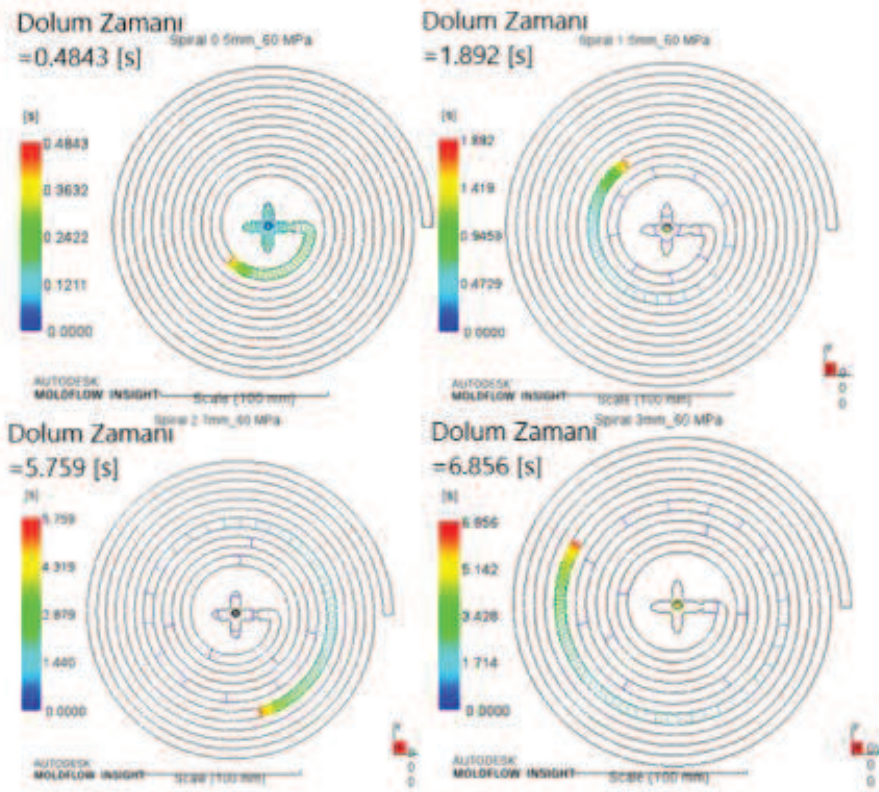 Dolum Zamanı
=0.4843 [s]
Spiral 0.5mm_60 MPa
[s]
0.4843
0.3632
0.2422
0.1211
0.0000
AUTODESK
MOLDFLOW INSIGHT
Scale (100 mm)
Dolum Zamanı
=1.892 [s]
Spiral 1.5mm_60 MPa
[s]
1.892
1.419
0.9459
0.4729
0.0000
AUTODESK
MOLDFLOW INSIGHT
Scale (100 mm)
Dolum Zamanı
=5.759 [s]
Spiral 2.1mm_60 MPa
[s]
5.759
4.319
2.879
1.440
0.0000
AUTODESK
MOLDFLOW INSIGHT
Scale (100 mm)
Dolum Zamanı
=6.856 [s]
Spiral 3mm_60 MPa
[s]
6.856
5.142
3.428
1.714
0.0000
AUTODESK
MOLDFLOW INSIGHT
Scale (100 mm)